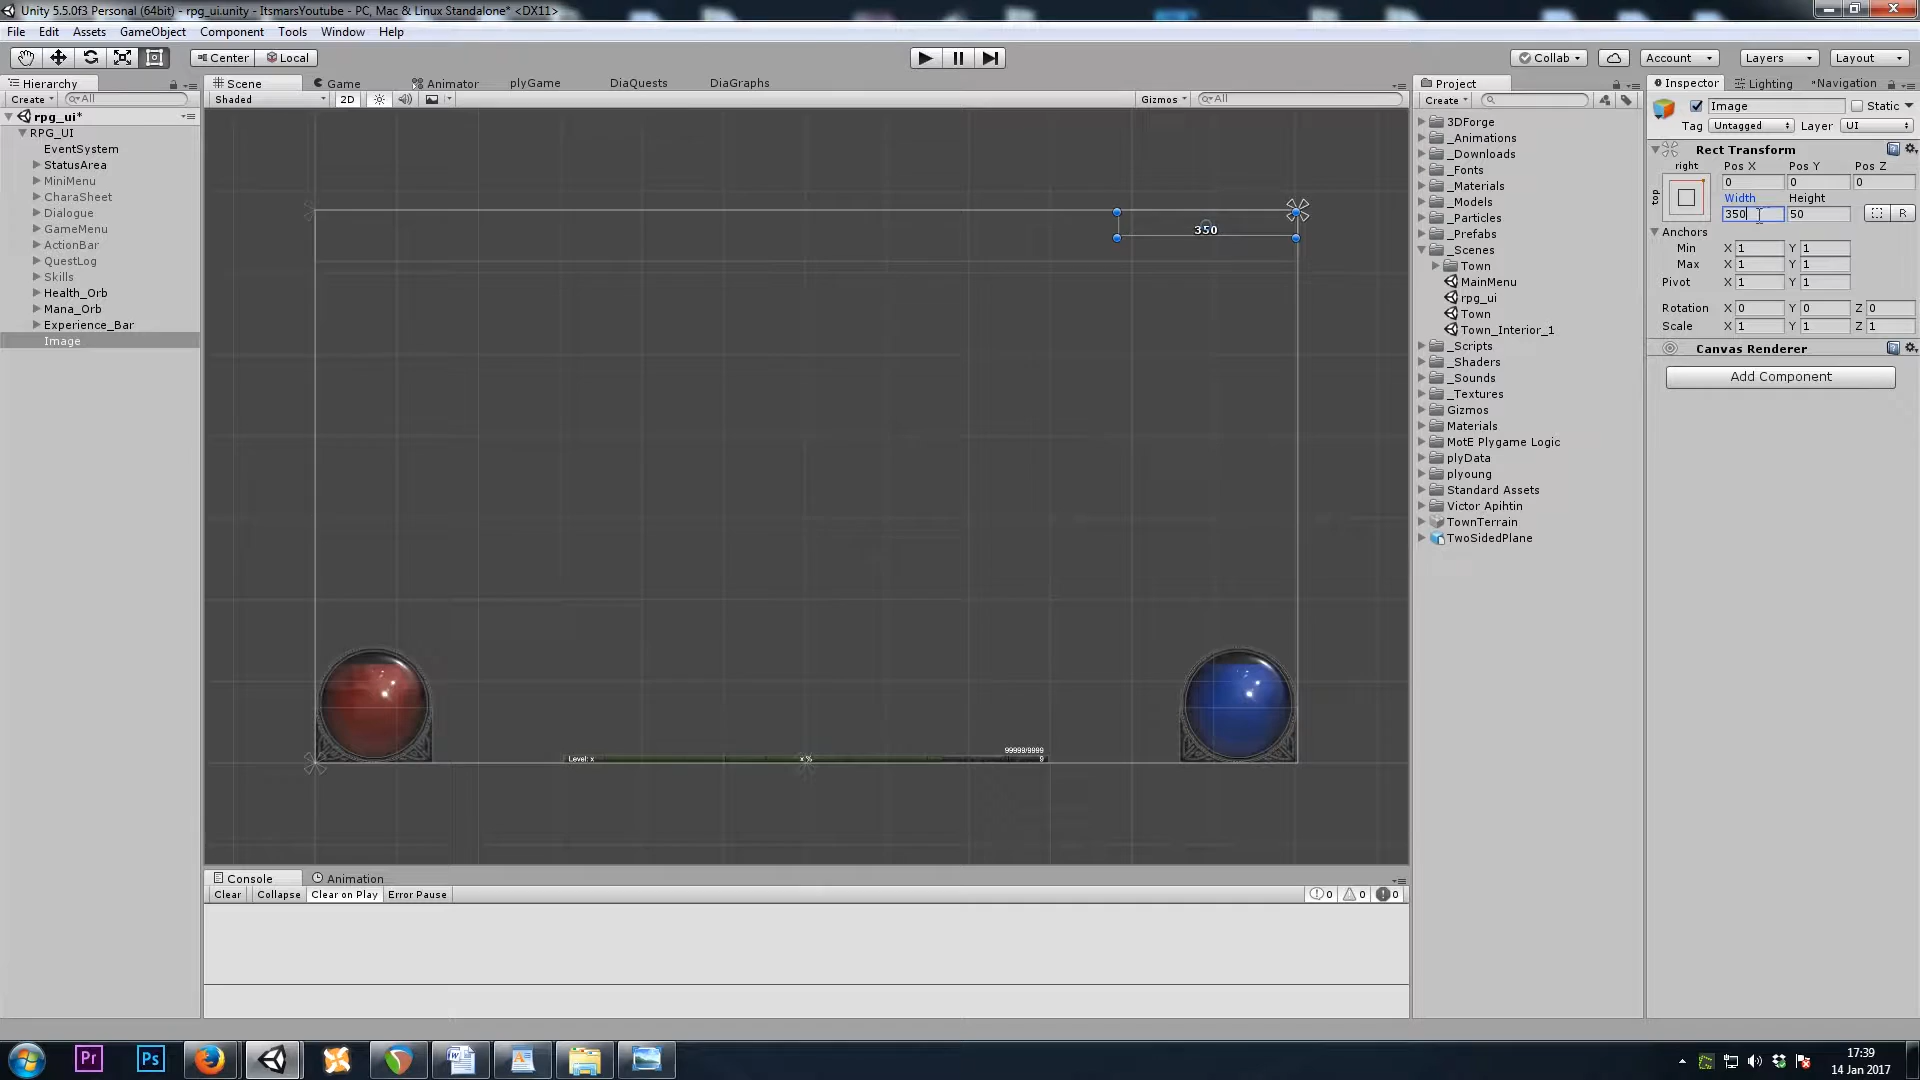 Unity 5.5.0f3 Personal (64bit) - rpg_ui.unity - ItsmarsYoutube - PC, Mac & Linux Standalone* <DX11>
File Edit Assets GameObject Component Tools Window Help
Center Local Collab Account Layers Layout
Hierarchy Scene Game Animator plyGame DiaQuests DiaGraphs Project Inspector Lighting Navigation
Create All Shaded 2D Gizmos All Create
rpg_ui*
RPG_UI
EventSystem
StatusArea
MiniMenu
CharaSheet
Dialogue
GameMenu
ActionBar
QuestLog
Skills
Health_Orb
Mana_Orb
Experience_Bar
Image
350
Level: x
x %
99999/9999
9
3DForge
_Animations
_Downloads
_Fonts
_Materials
_Models
_Particles
_Prefabs
_Scenes
Town
MainMenu
rpg_ui
Town
Town_Interior_1
_Scripts
_Shaders
_Sounds
_Textures
Gizmos
Materials
MotE Plygame Logic
plyData
plyoung
Standard Assets
Victor Apihtin
TownTerrain
TwoSidedPlane
Image Static
Tag Untagged Layer UI
Rect Transform
right Pos X Pos Y Pos Z
top 0 0 0
Width Height
350 50 R
Anchors
Min X 1 Y 1
Max X 1 Y 1
Pivot X 1 Y 1
Rotation X 0 Y 0 Z 0
Scale X 1 Y 1 Z 1
Canvas Renderer
Add Component
Console Animation
Clear Collapse Clear on Play Error Pause 0 0 0
Pr Ps W
17:39
14 Jan 2017